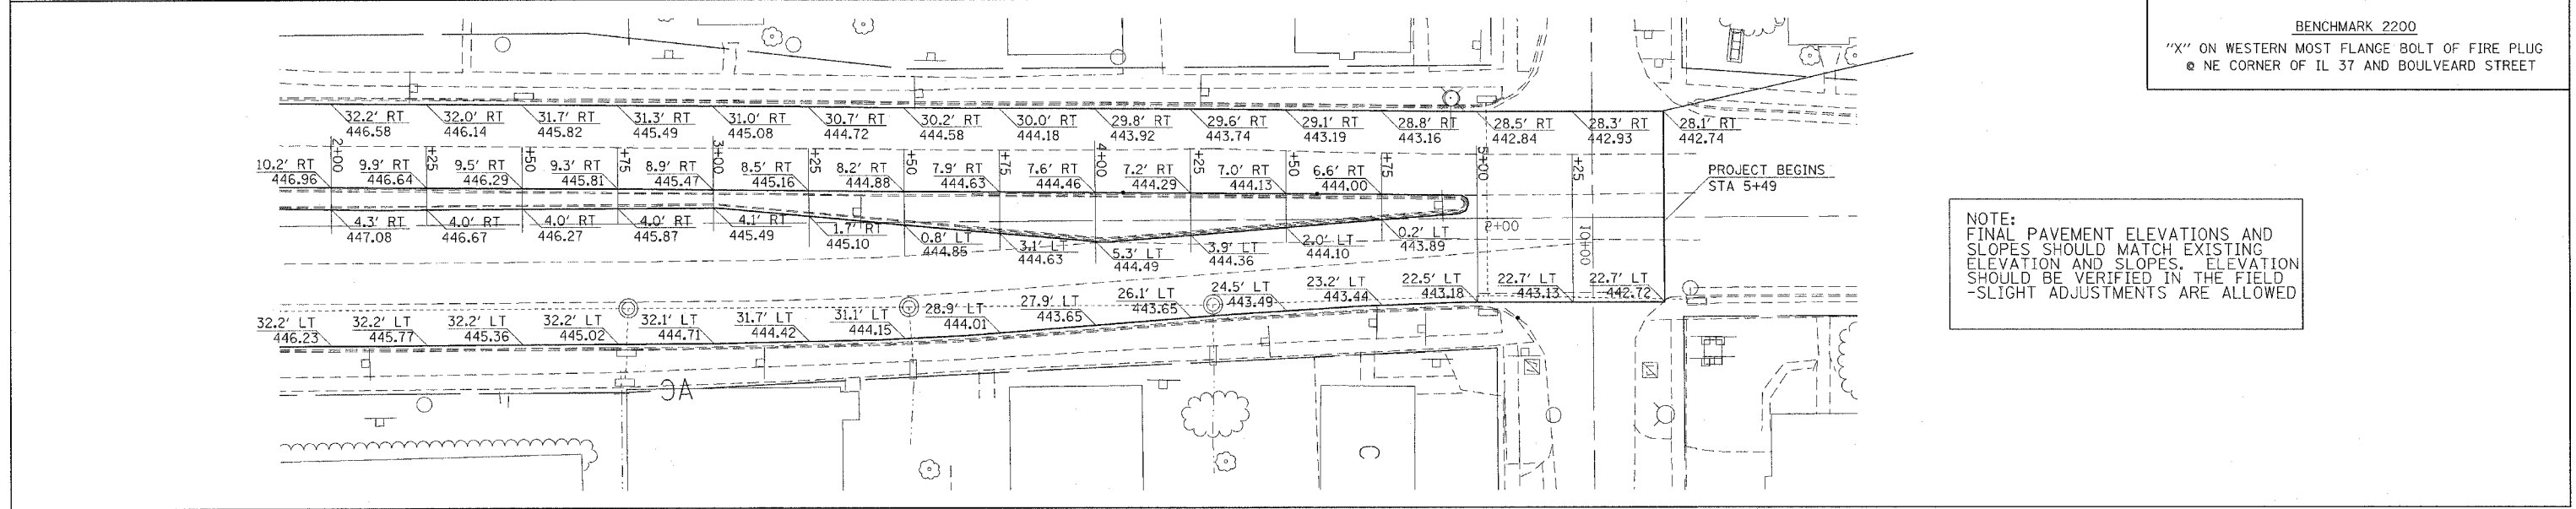 BENCHMARK 2200
"X" ON WESTERN MOST FLANGE BOLT OF FIRE PLUG
@ NE CORNER OF IL 37 AND BOULVEARD STREET
32.2' RT 32.0' RT 31.7' RT 31.3' RT 31.0' RT 30.7' RT 30.2' RT 30.0' RT 29.8' RT 29.6' RT 29.1' RT 28.8' RT 28.5' RT 28.3' RT 28.1' RT
446.58 446.14 445.82 445.49 445.08 444.72 444.58 444.18 443.92 443.74 443.19 443.16 442.84 442.93 442.74
2+00 +25 +50 +75 3+00 +25 +50 +75 4+00 +25 +50 +75 5+00 +25
10.2' RT 9.9' RT 9.5' RT 9.3' RT 8.9' RT 8.5' RT 8.2' RT 7.9' RT 7.6' RT 7.2' RT 7.0' RT 6.6' RT
446.96 446.64 446.29 445.81 445.47 445.16 444.88 444.63 444.46 444.29 444.13 444.00
PROJECT BEGINS
STA 5+49
4.3' RT 4.0' RT 4.0' RT 4.0' RT 4.1' RT 1.7' RT 0.8' LT 3.1' LT 5.3' LT 3.9' LT 2.0' LT 0.2' LT
447.08 446.67 446.27 445.87 445.49 445.10 444.85 444.63 444.49 444.36 444.10 443.89
10+00
32.2' LT 32.2' LT 32.2' LT 32.2' LT 32.1' LT 31.7' LT 31.1' LT 28.9' LT 27.9' LT 26.1' LT 24.5' LT 23.2' LT 22.5' LT 22.7' LT 22.7' LT
446.23 445.77 445.36 445.02 444.71 444.42 444.15 444.01 443.65 443.65 443.49 443.44 443.18 443.13 442.72
AC
C
NOTE:
FINAL PAVEMENT ELEVATIONS AND
SLOPES SHOULD MATCH EXISTING
ELEVATION AND SLOPES. ELEVATION
SHOULD BE VERIFIED IN THE FIELD
-SLIGHT ADJUSTMENTS ARE ALLOWED